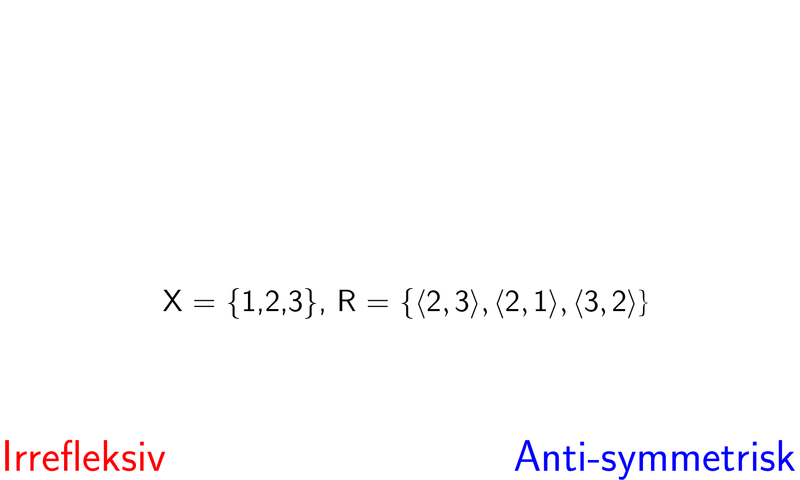 X = {1,2,3}, R = {⟨2, 3⟩, ⟨2, 1⟩, ⟨3, 2⟩}
Irrefleksiv
Anti-symmetrisk